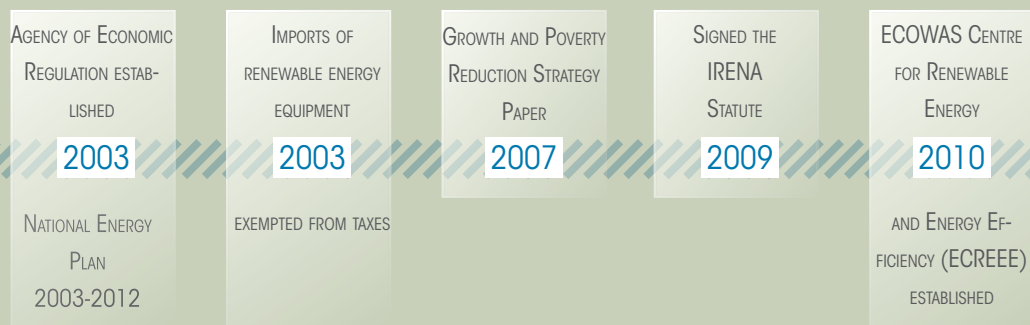 Agency of Economic
Regulation estab-
lished
2003
National Energy
Plan
2003-2012
Imports of
renewable energy
equipment
2003
exempted from taxes
Growth and Poverty
Reduction Strategy
Paper
2007
Signed the
IRENA
Statute
2009
ECOWAS Centre
for Renewable
Energy
2010
and Energy Ef-
ficiency (ECREEE)
established